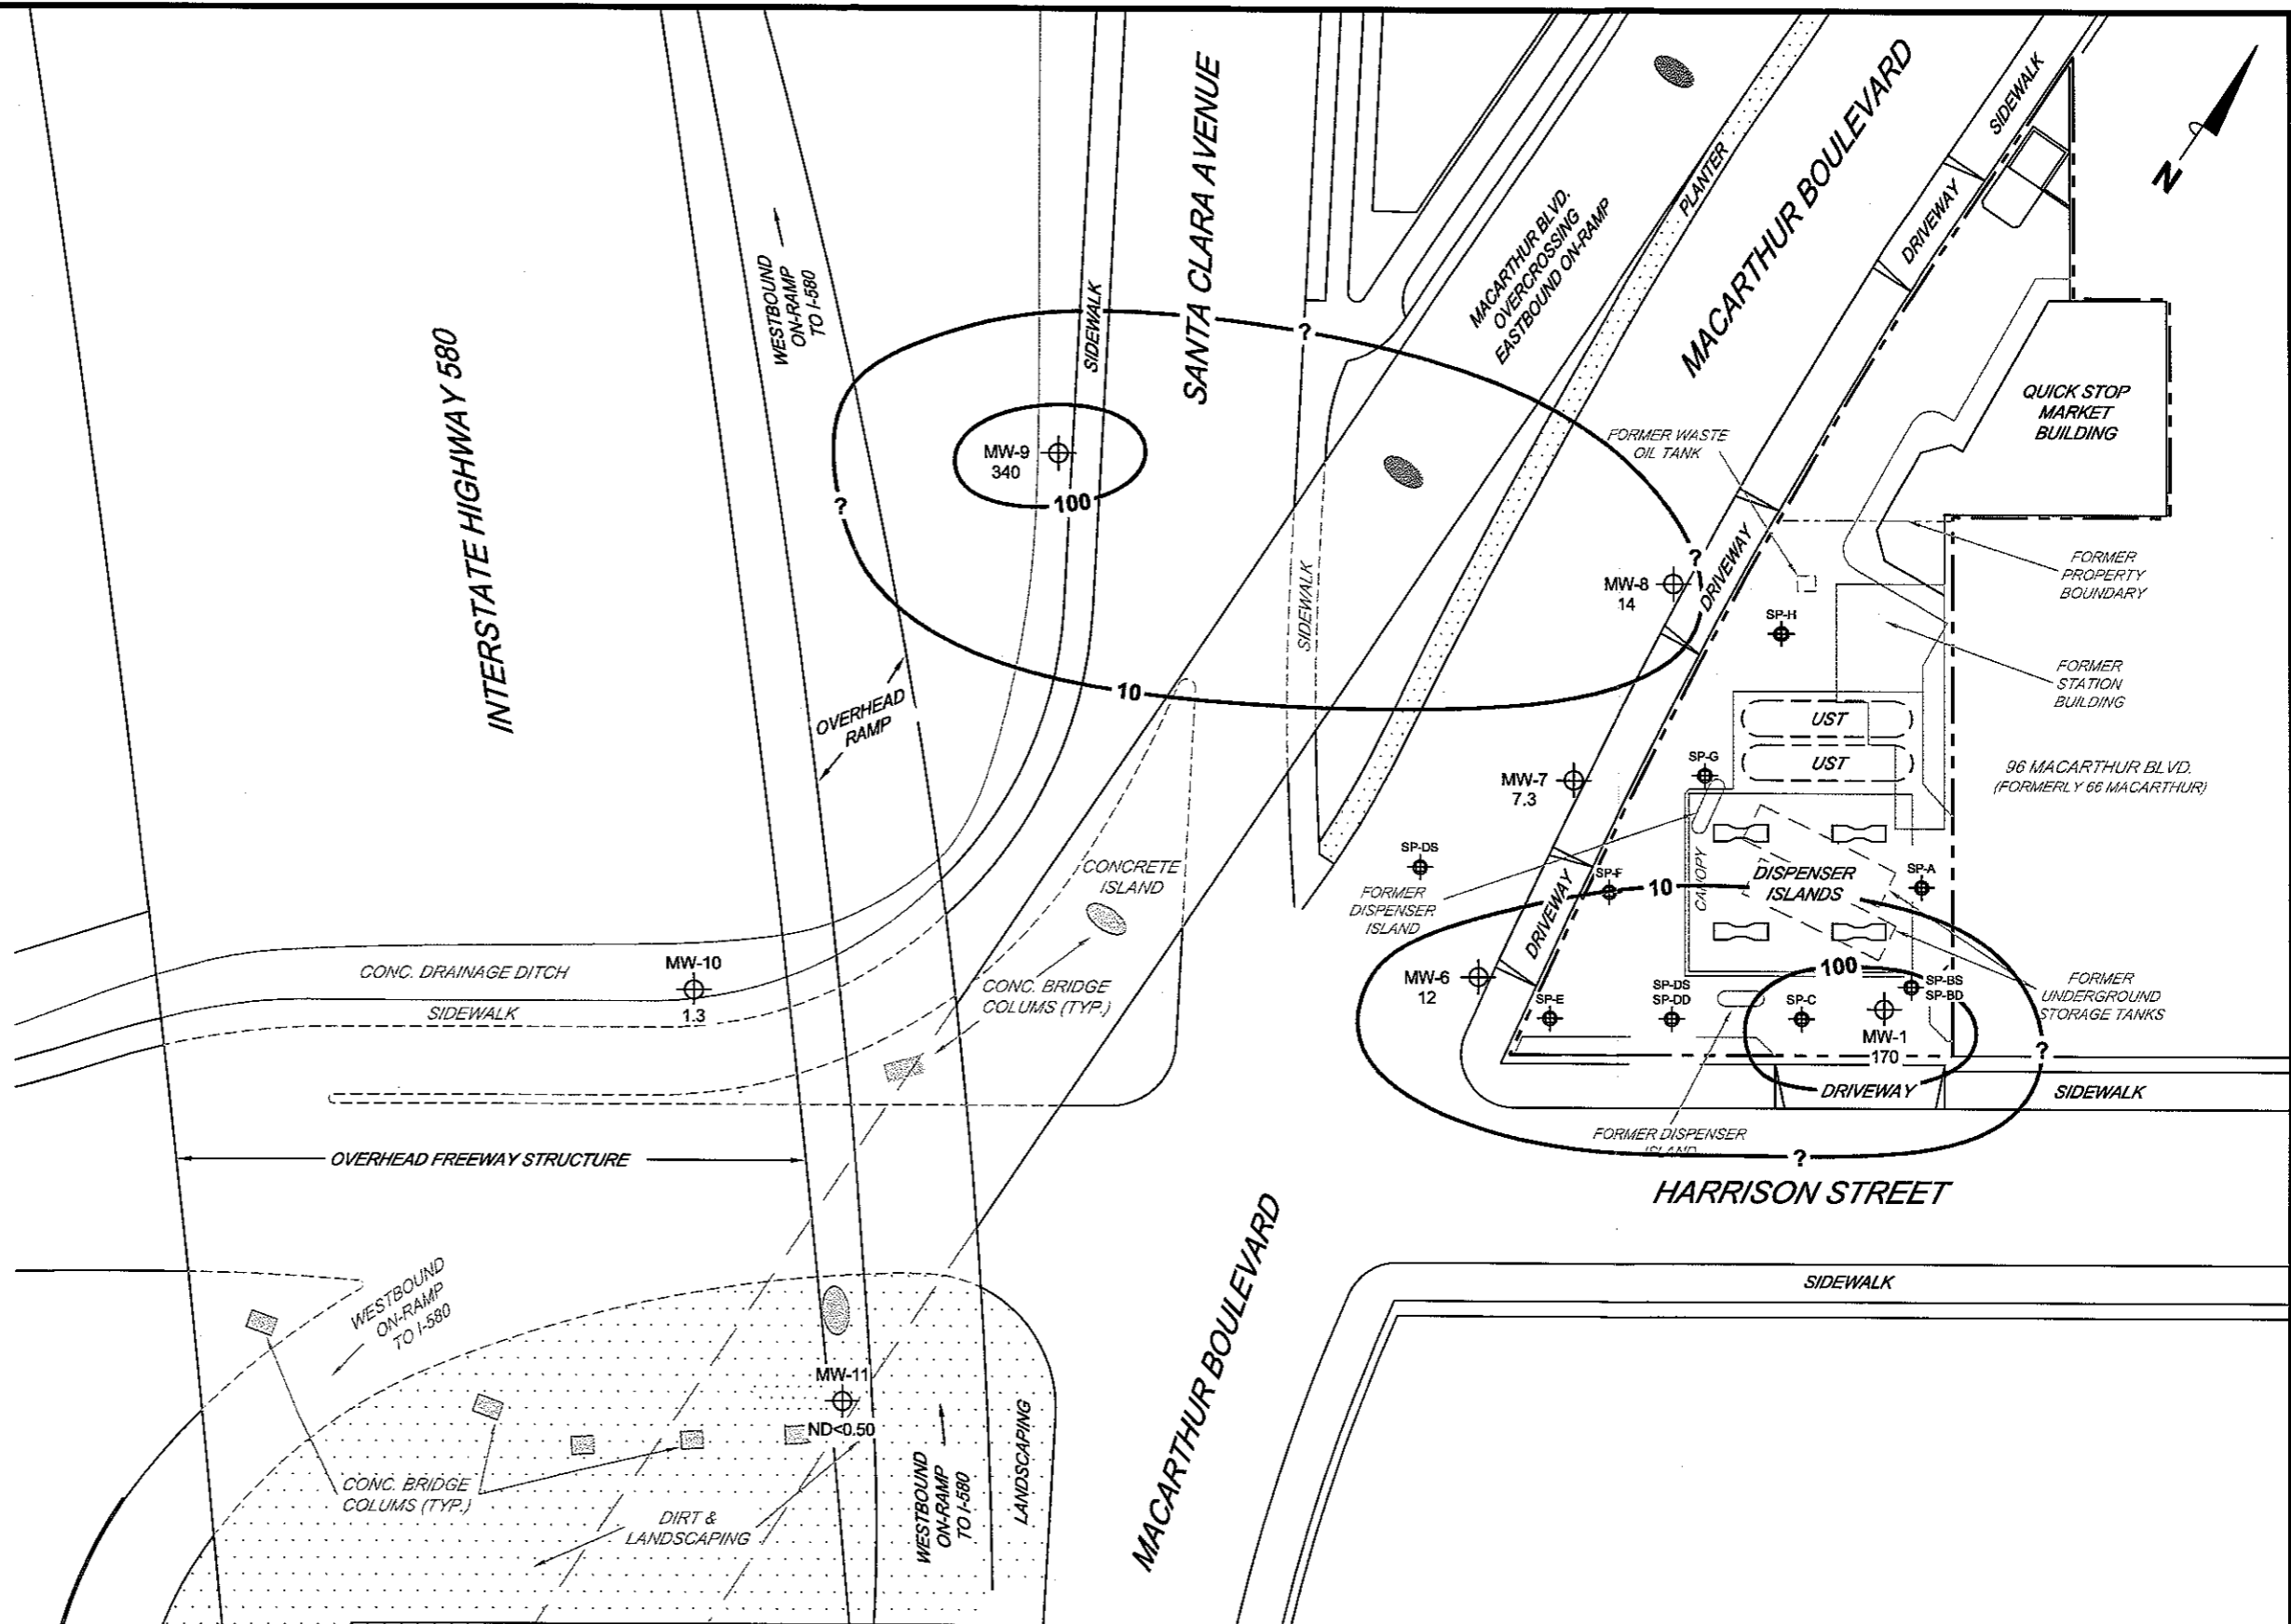 SANTA CLARA AVENUE
MACARTHUR BOULEVARD
SIDEWALK
N
PLANTER
DRIVEWAY
MACARTHUR BLVD.
OVERCROSSING
EASTBOUND ON-RAMP
WESTBOUND
ON-RAMP
TO I-580
SIDEWALK
?
INTERSTATE HIGHWAY 580
QUICK STOP
MARKET
BUILDING
FORMER WASTE
OIL TANK
MW-9
340
100
?
?
DRIVEWAY
FORMER
PROPERTY
BOUNDARY
MW-8
14
SIDEWALK
SP-H
FORMER
STATION
BUILDING
10
OVERHEAD
RAMP
UST
UST
SP-G
MW-7
7.3
96 MACARTHUR BLVD.
(FORMERLY 66 MACARTHUR)
SP-DS
CONCRETE
ISLAND
FORMER
DISPENSER
ISLAND
SP-F
10
CANOPY
DISPENSER
ISLANDS
SP-A
DRIVEWAY
CONC. DRAINAGE DITCH
MW-10
1.3
SIDEWALK
CONC. BRIDGE
COLUMS (TYP.)
MW-6
12
SP-E
SP-DS
SP-DD
SP-C
100
SP-BS
SP-BD
MW-1
170
FORMER
UNDERGROUND
STORAGE TANKS
?
DRIVEWAY
SIDEWALK
FORMER DISPENSER
ISLAND
?
OVERHEAD FREEWAY STRUCTURE
HARRISON STREET
MACARTHUR BOULEVARD
SIDEWALK
WESTBOUND
ON-RAMP
TO I-580
MW-11
ND<0.50
CONC. BRIDGE
COLUMS (TYP.)
DIRT &
LANDSCAPING
WESTBOUND
ON-RAMP
TO I-580
LANDSCAPING